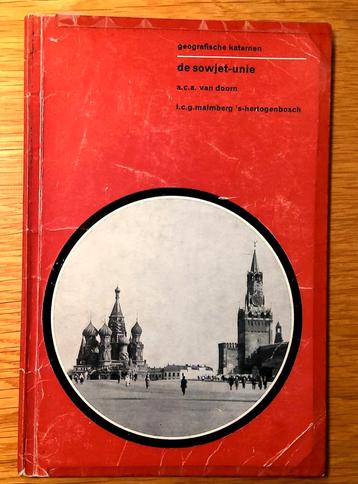 geografische katernen
de sowjet-unie
a.c.a. van doorn
l.c.g. malmberg 's-hertogenbosch